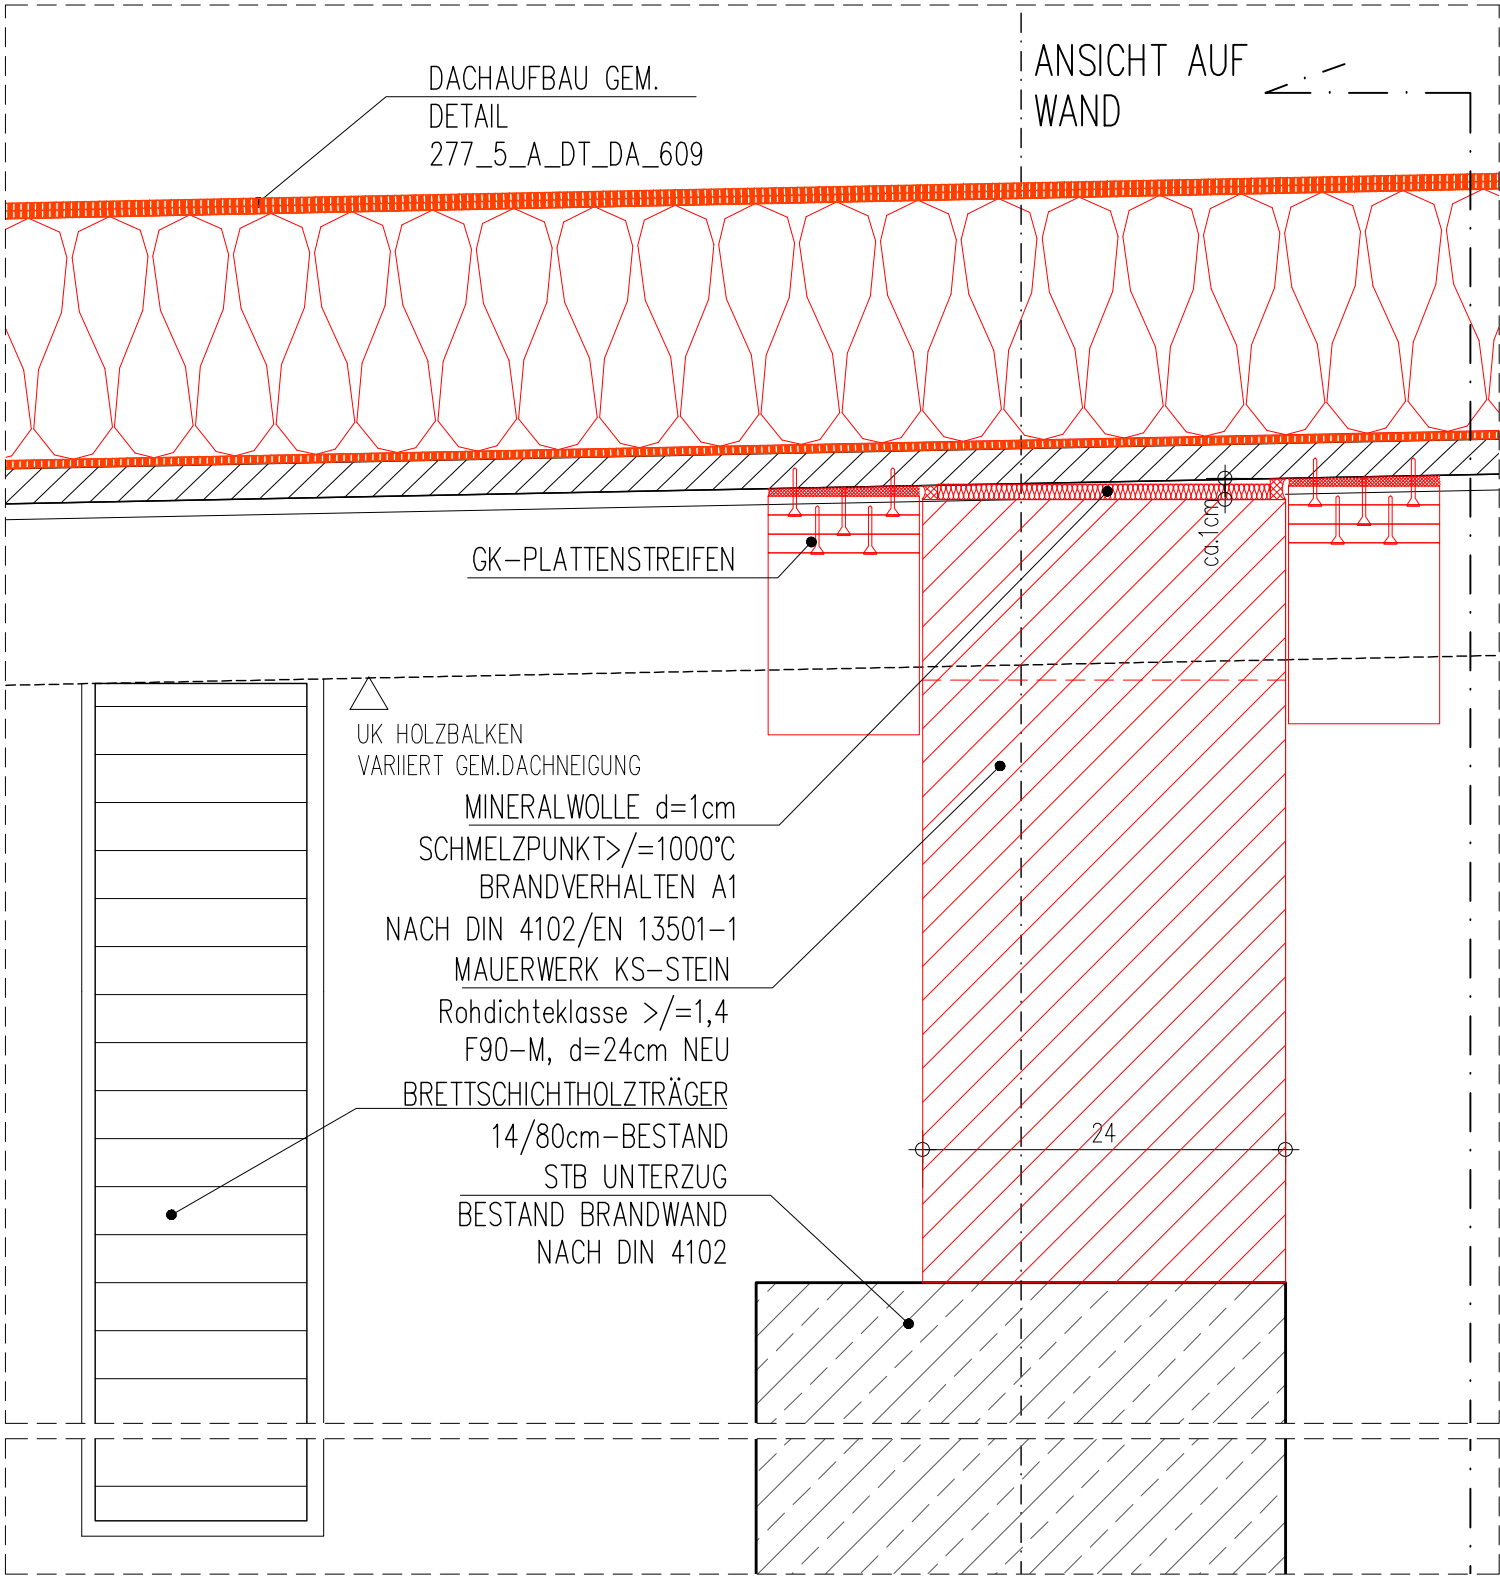 DACHAUFBAU GEM.
DETAIL
277_5_A_DT_DA_609
ANSICHT AUF
WAND
ca.1cm
GK-PLATTENSTREIFEN
UK HOLZBALKEN
VARIIERT GEM.DACHNEIGUNG
MINERALWOLLE d=1cm
SCHMELZPUNKT>/=1000°C
BRANDVERHALTEN A1
NACH DIN 4102/EN 13501-1
MAUERWERK KS-STEIN
Rohdichteklasse >/=1,4
F90-M, d=24cm NEU
BRETTSCHICHTHOLZTRÄGER
14/80cm-BESTAND
24
STB UNTERZUG
BESTAND BRANDWAND
NACH DIN 4102